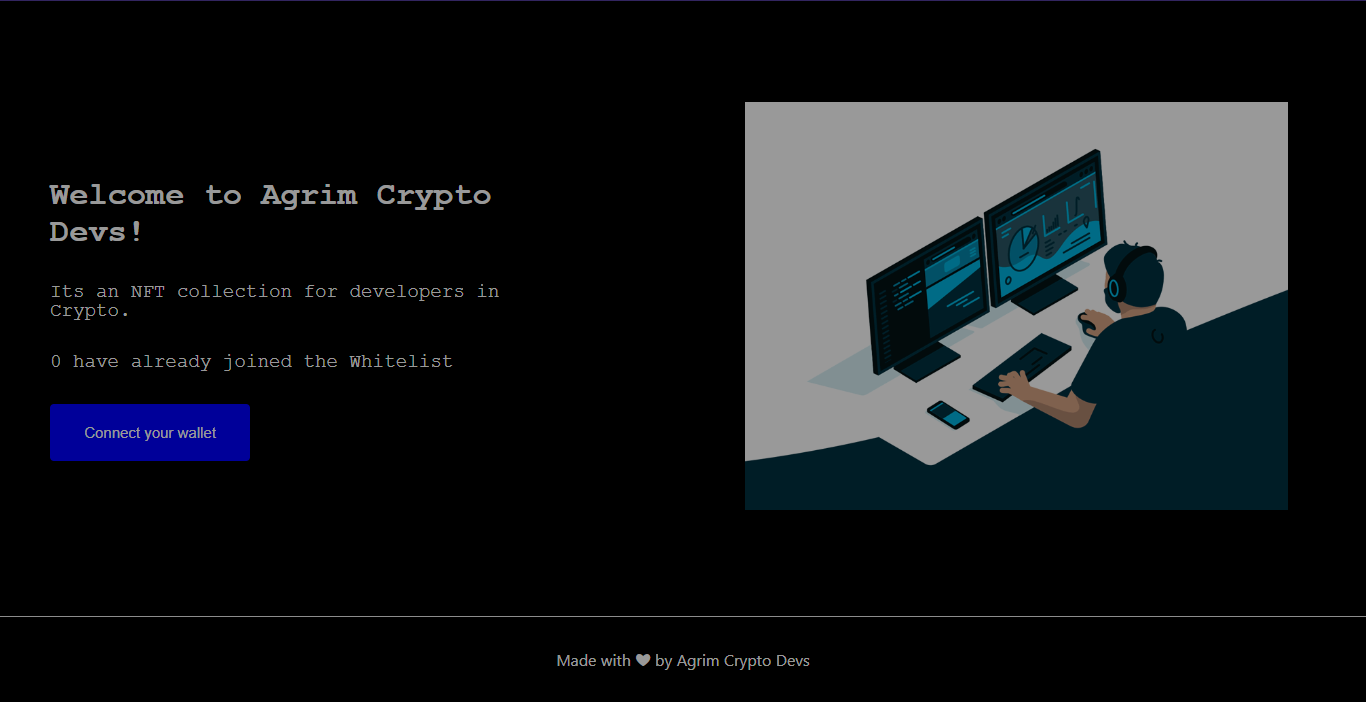 Welcome to Agrim Crypto
Devs!
Its an NFT collection for developers in
Crypto.
0 have already joined the Whitelist
Connect your wallet
Made with ❤ by Agrim Crypto Devs